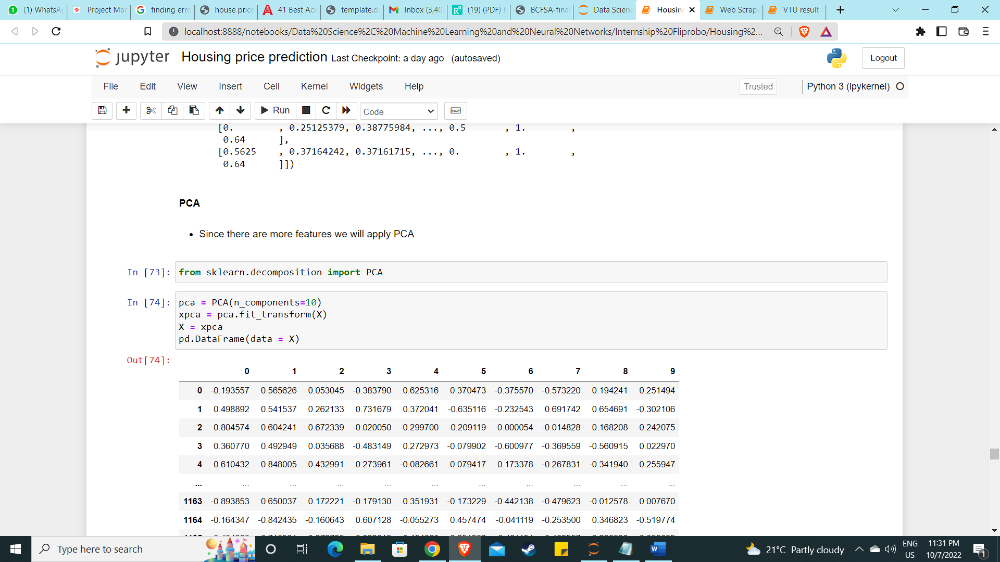 (1) WhatsAp
Project Mar
finding erro
house price
41 Best Ack
template.do
Inbox (3,40
(19) (PDF) H
BCFSA-final
Data Scienc
Housing
Web Scrapi
VTU result a
localhost:8888/notebooks/Data%20Science%2C%20Machine%20Learning%20and%20Neural%20Networks/Internship%20Fliprobo/Housing%2...
jupyter Housing price prediction Last Checkpoint: a day ago (autosaved)
Logout
File Edit View Insert Cell Kernel Widgets Help
Trusted
Python 3 (ipykernel)
Run
Code
[0. , 0.25125379, 0.38775984, ..., 0.5 , 1. ,
0.64 ],
[0.5625 , 0.37164242, 0.37161715, ..., 0. , 1. ,
0.64 ]])
PCA
• Since there are more features we will apply PCA
In [73]: from sklearn.decomposition import PCA
In [74]: pca = PCA(n_components=10)
xpca = pca.fit_transform(X)
X = xpca
pd.DataFrame(data = X)
Out[74]:
0 1 2 3 4 5 6 7 8 9
0 -0.193557 0.565626 0.053045 -0.383790 0.625316 0.370473 -0.375570 -0.573220 0.194241 0.251494
1 0.498892 0.541537 0.262133 0.731679 0.372041 -0.635116 -0.232543 0.691742 0.654691 -0.302106
2 0.804574 0.604241 0.672339 -0.020050 -0.299700 -0.209119 -0.000054 -0.014828 0.168208 -0.242075
3 0.360770 0.492949 0.035688 -0.483149 0.272973 -0.079902 -0.600977 -0.369559 -0.560915 0.022970
4 0.610432 0.848005 0.432991 0.273961 -0.082661 0.079417 0.173378 -0.267831 -0.341940 0.255947
... ... ... ... ... ... ... ... ... ... ...
1163 -0.893853 0.650037 0.172221 -0.179130 0.351931 -0.173229 -0.442138 -0.479623 -0.012578 0.007670
1164 -0.164347 -0.842435 -0.160643 0.607128 -0.055273 0.457474 -0.041119 -0.253500 0.346823 -0.519774
Type here to search
21°C Partly cloudy
ENG
US
11:31 PM
10/7/2022
1